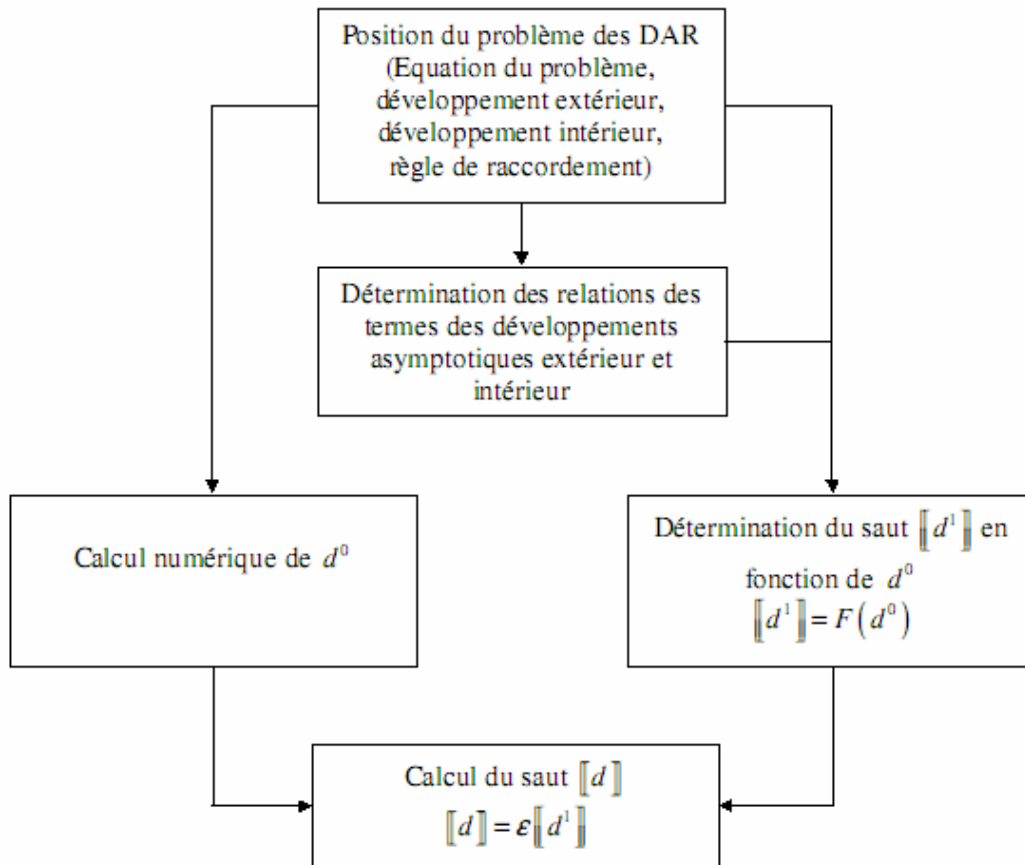 Position du problème des DAR
(Equation du problème,
développement extérieur,
développement intérieur,
règle de raccordement)
Détermination des relations des
termes des développements
asymptotiques extérieur et
intérieur
Calcul numérique de d⁰
Détermination du saut ⟦d¹⟧ en
fonction de d⁰
⟦d¹⟧ = F(d⁰)
Calcul du saut ⟦d⟧
⟦d⟧ = ε⟦d¹⟧